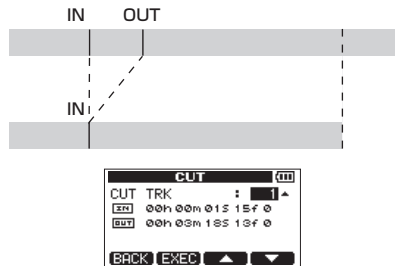 IN OUT
IN
CUT
CUT TRK : 1
IN 00h 00m 01s 15f 0
OUT 00h 03m 18s 13f 0
BACK EXEC